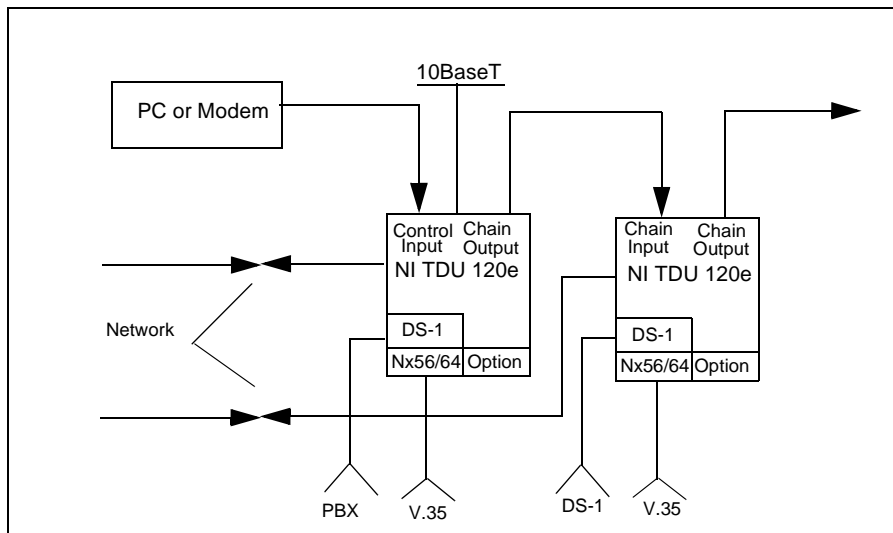 10BaseT
PC or Modem
Control Chain
Input Output
NI TDU 120e
Chain Chain
Input Output
NI TDU 120e
Network
DS-1
Nx56/64 Option
DS-1
Nx56/64 Option
PBX
V.35
DS-1
V.35